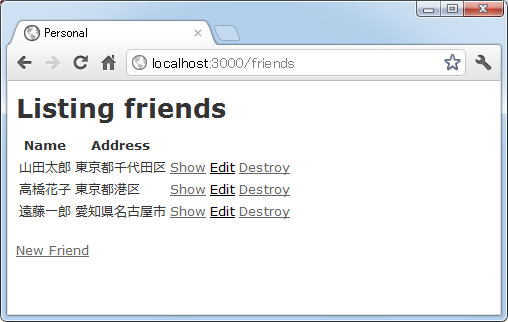 Personal
localhost:3000/friends
Listing friends
Name Address
山田太郎 東京都千代田区 Show Edit Destroy
高橋花子 東京都港区 Show Edit Destroy
遠藤一郎 愛知県名古屋市 Show Edit Destroy
New Friend